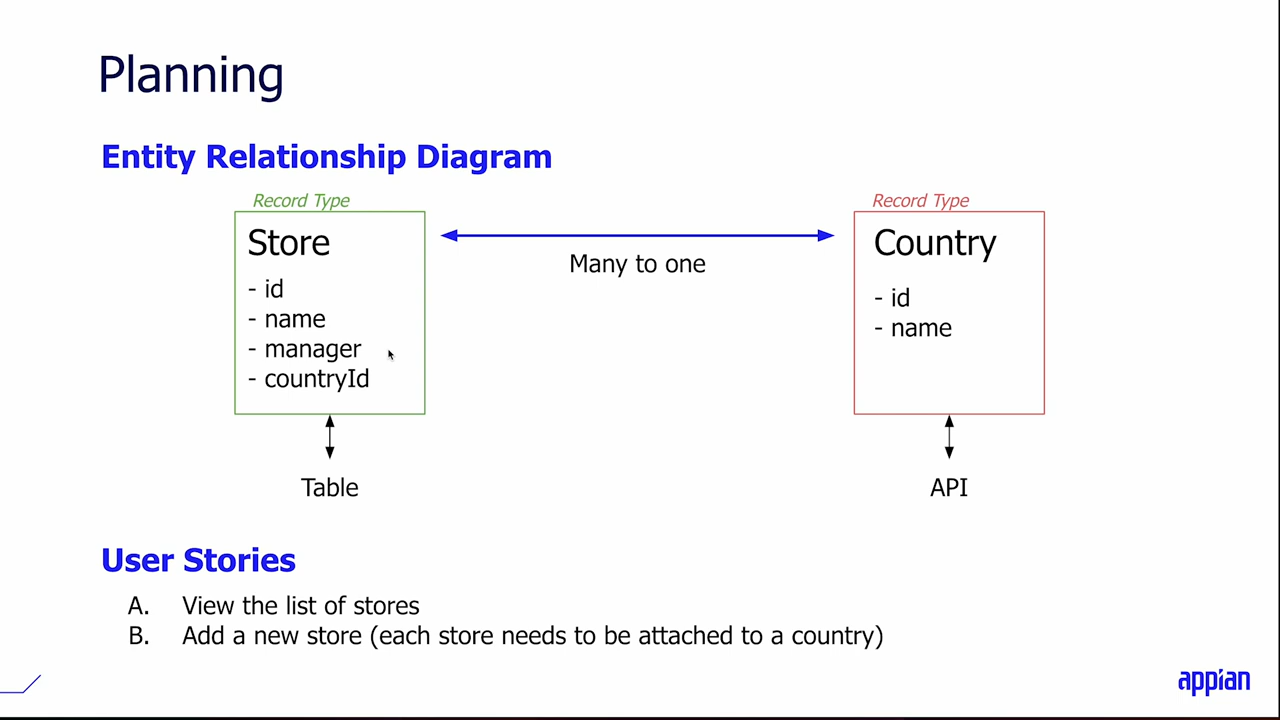 Planning
Entity Relationship Diagram
Record Type
Store
- id
- name
- manager
- countryId
Many to one
Record Type
Country
- id
- name
Table
API
User Stories
A. View the list of stores
B. Add a new store (each store needs to be attached to a country)
appian